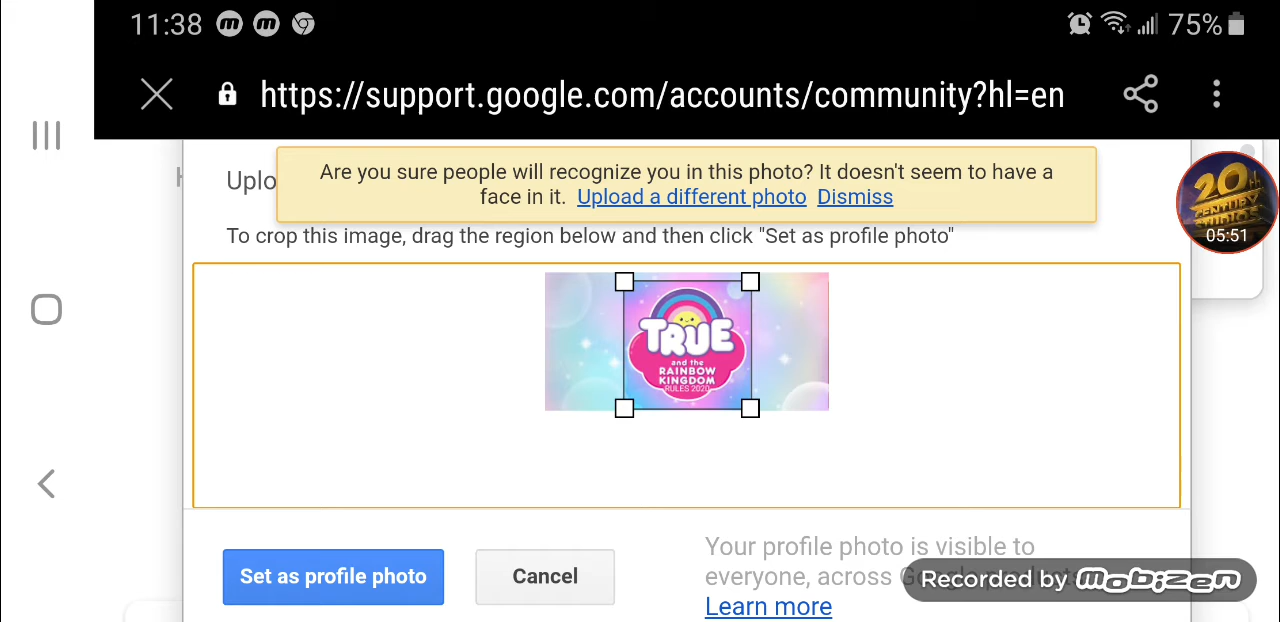 11:38
75%
https://support.google.com/accounts/community?hl=en
Are you sure people will recognize you in this photo? It doesn't seem to have a
face in it. Upload a different photo Dismiss
Uplo
To crop this image, drag the region below and then click "Set as profile photo"
20th
CENTURY
STUDIOS
05:51
TRUE
and the
RAINBOW
KINGDOM
RULES 2020
Set as profile photo
Cancel
Your profile photo is visible to
everyone, across Google products.
Learn more
Recorded by mobizen